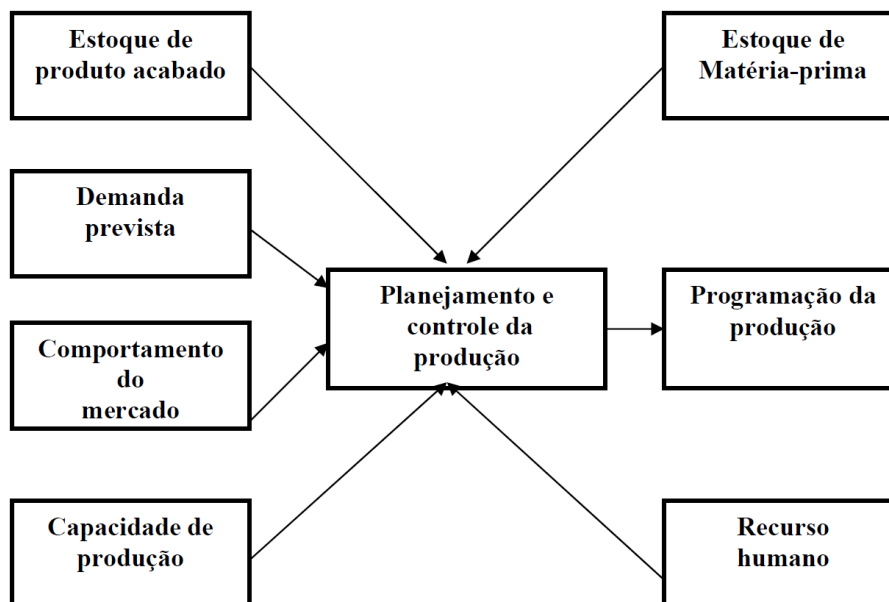 Estoque de
produto acabado
Estoque de
Matéria-prima
Demanda
prevista
Planejamento e
controle da
produção
Programação da
produção
Comportamento
do
mercado
Capacidade de
produção
Recurso
humano